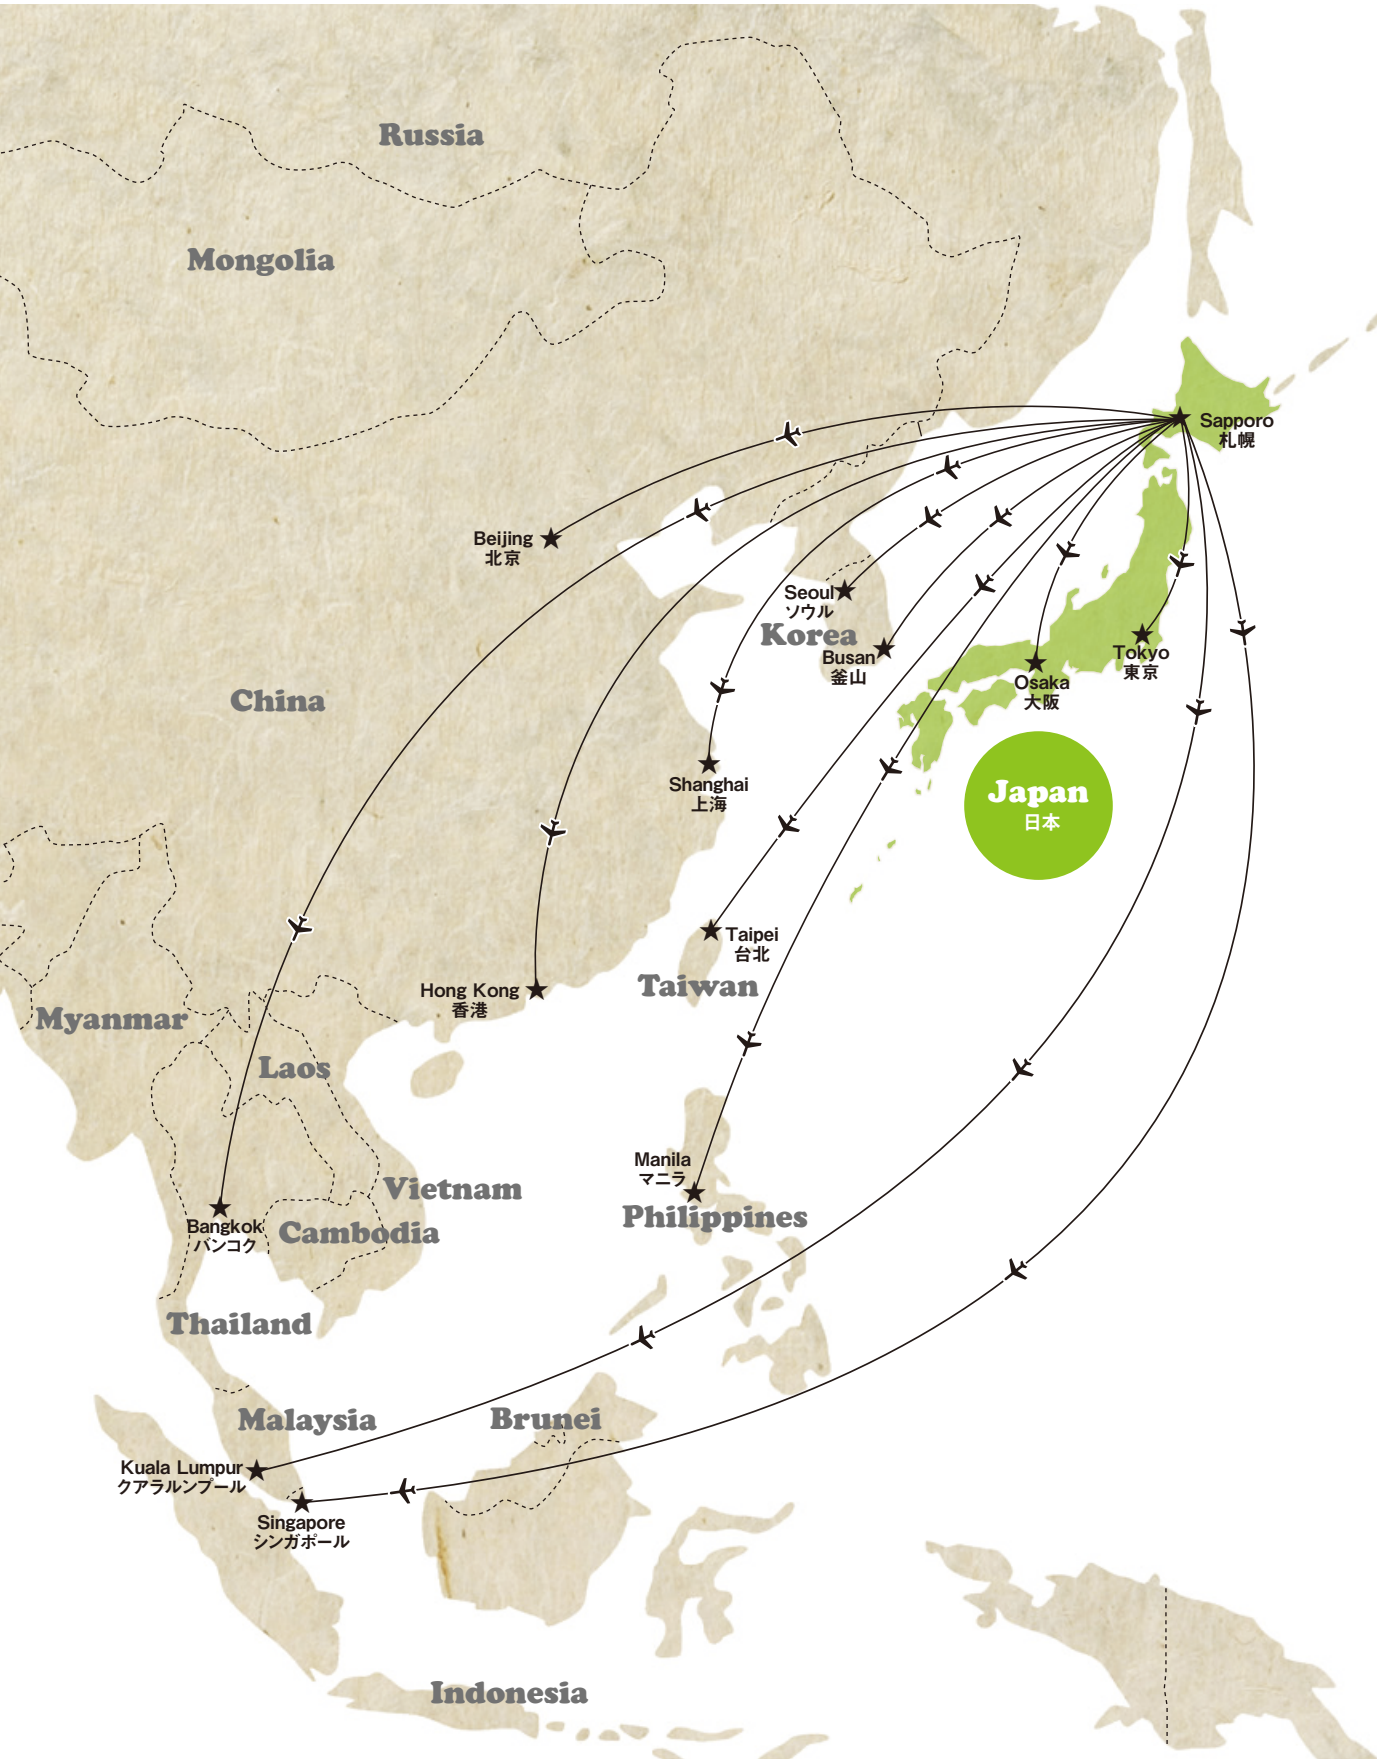 Russia
Mongolia
Sapporo
札幌
Beijing
北京
Seoul
ソウル
Korea
Busan
釜山
Tokyo
東京
Osaka
大阪
China
Shanghai
上海
Japan
日本
Taipei
台北
Taiwan
Hong Kong
香港
Myanmar
Laos
Manila
マニラ
Philippines
Vietnam
Bangkok
バンコク
Cambodia
Thailand
Malaysia
Brunei
Kuala Lumpur
クアラルンプール
Singapore
シンガポール
Indonesia